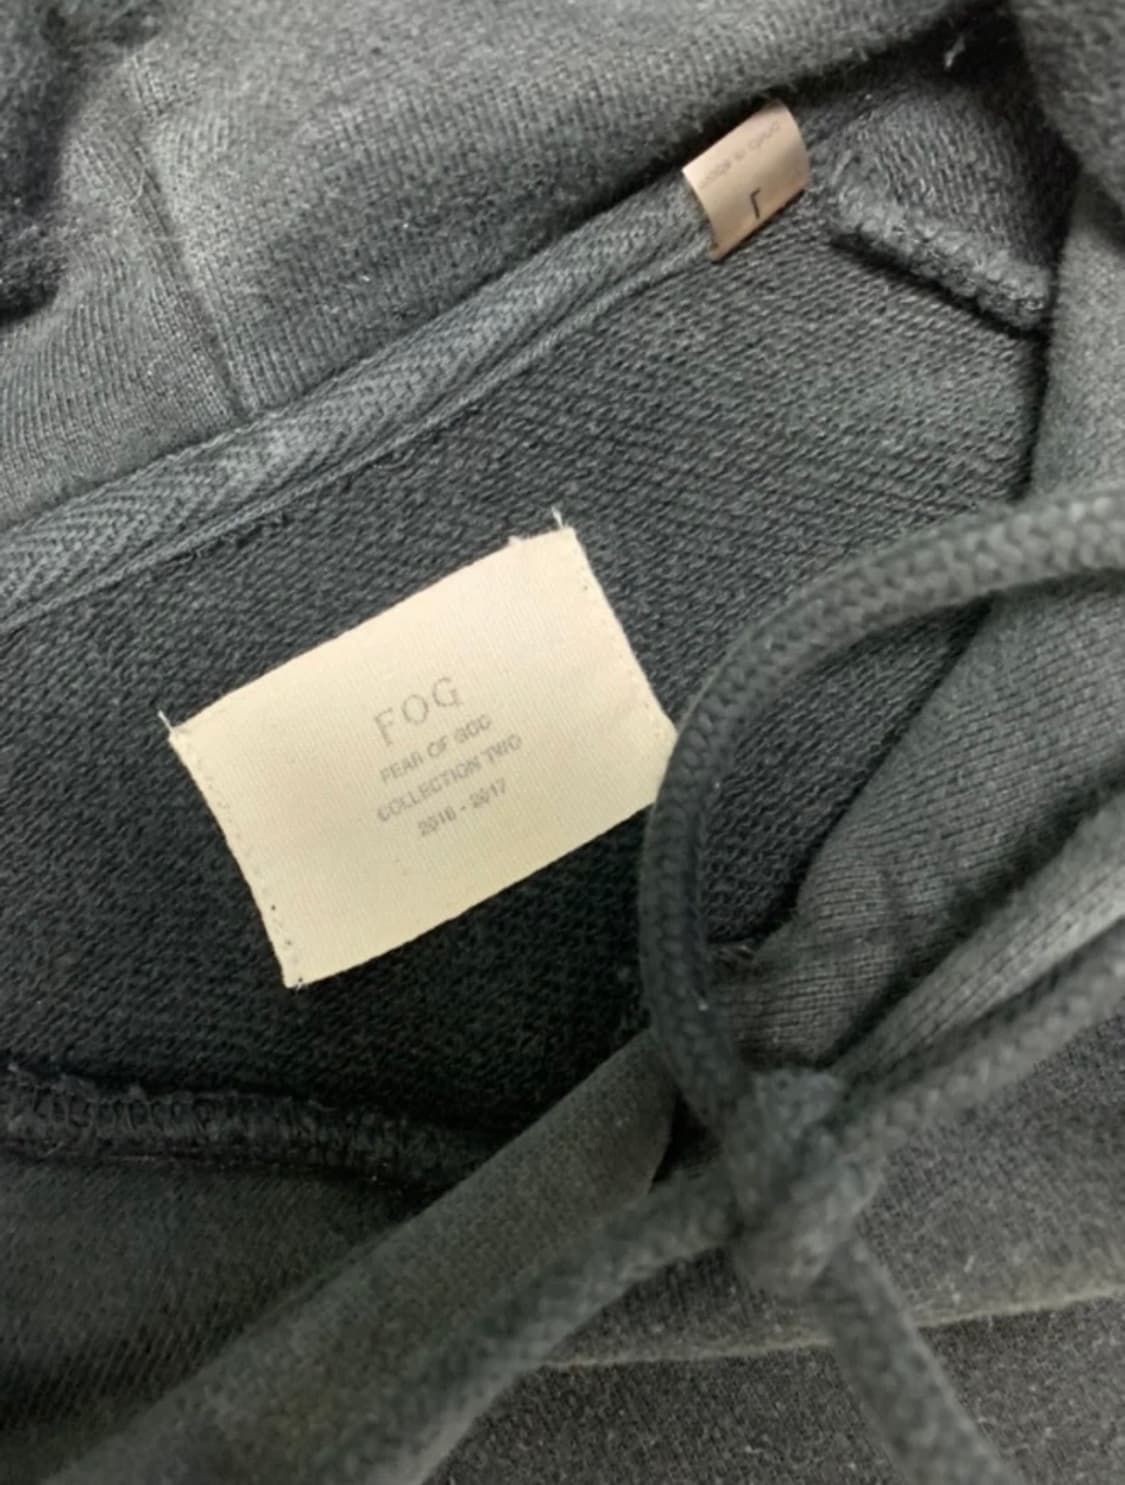 L
FOG
FEAR OF GOD
COLLECTION TWO
2016 - 2017